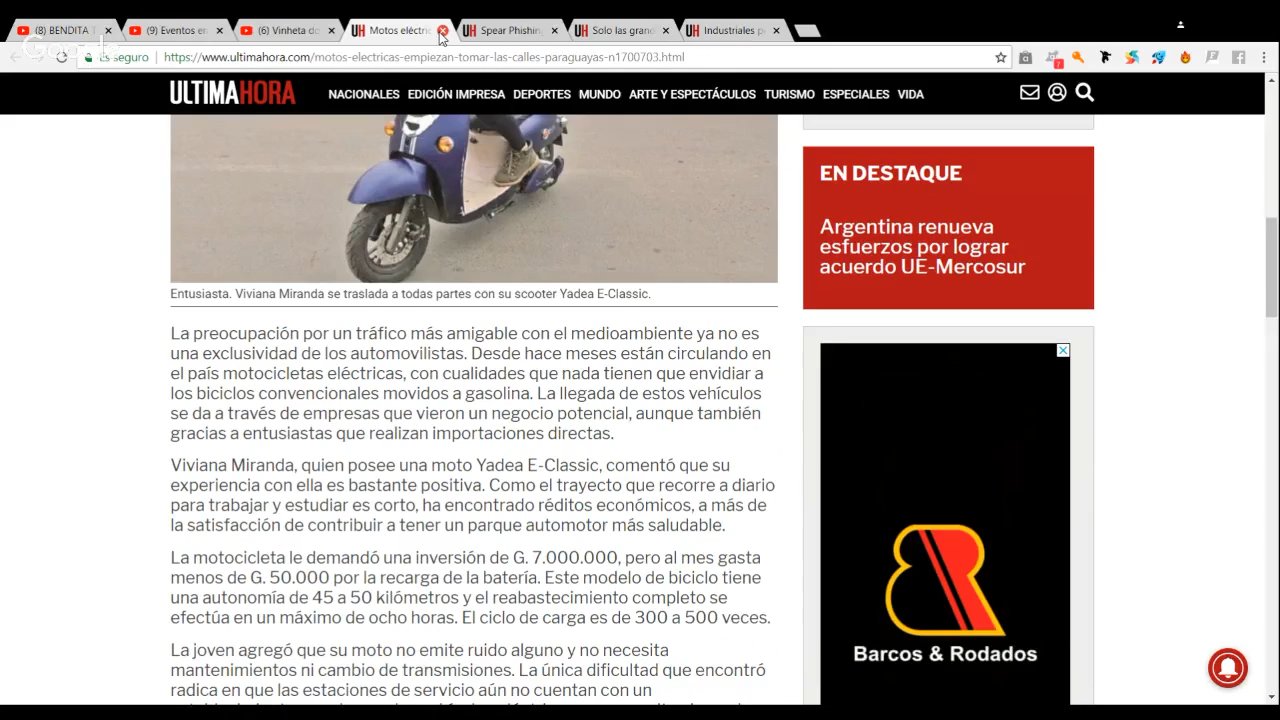 (8) BENDITA T
(9) Eventos en
(6) Vinheta do
UH Motos eléctric
UH Spear Phishing
UH Solo las grand
UH Industriales p
Google
Es seguro
https://www.ultimahora.com/motos-electricas-empiezan-tomar-las-calles-paraguayas-n1700703.html
7
ULTIMAHORA
NACIONALES EDICIÓN IMPRESA DEPORTES MUNDO ARTE Y ESPECTÁCULOS TURISMO ESPECIALES VIDA
Entusiasta. Viviana Miranda se traslada a todas partes con su scooter Yadea E-Classic.
La preocupación por un tráfico más amigable con el medioambiente ya no es
una exclusividad de los automovilistas. Desde hace meses están circulando en
el país motocicletas eléctricas, con cualidades que nada tienen que envidiar a
los biciclos convencionales movidos a gasolina. La llegada de estos vehículos
se da a través de empresas que vieron un negocio potencial, aunque también
gracias a entusiastas que realizan importaciones directas.
Viviana Miranda, quien posee una moto Yadea E-Classic, comentó que su
experiencia con ella es bastante positiva. Como el trayecto que recorre a diario
para trabajar y estudiar es corto, ha encontrado réditos económicos, a más de
la satisfacción de contribuir a tener un parque automotor más saludable.
La motocicleta le demandó una inversión de G. 7.000.000, pero al mes gasta
menos de G. 50.000 por la recarga de la batería. Este modelo de biciclo tiene
una autonomía de 45 a 50 kilómetros y el reabastecimiento completo se
efectúa en un máximo de ocho horas. El ciclo de carga es de 300 a 500 veces.
La joven agregó que su moto no emite ruido alguno y no necesita
mantenimientos ni cambio de transmisiones. La única dificultad que encontró
radica en que las estaciones de servicio aún no cuentan con un
EN DESTAQUE
Argentina renueva
esfuerzos por lograr
acuerdo UE-Mercosur
Barcos & Rodados